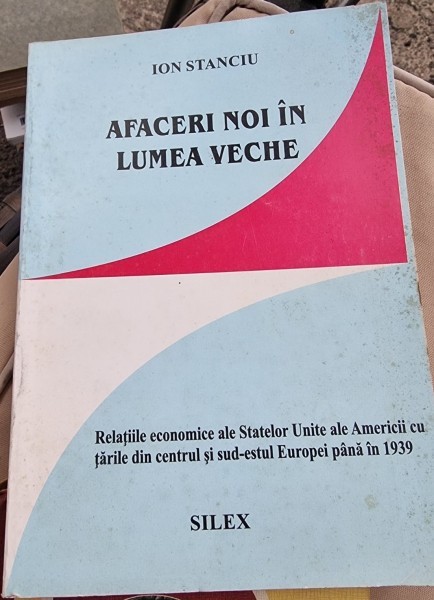 ION STANCIU
AFACERI NOI ÎN
LUMEA VECHE
Relațiile economice ale Statelor Unite ale Americii cu
țările din centrul și sud-estul Europei până în 1939
SILEX